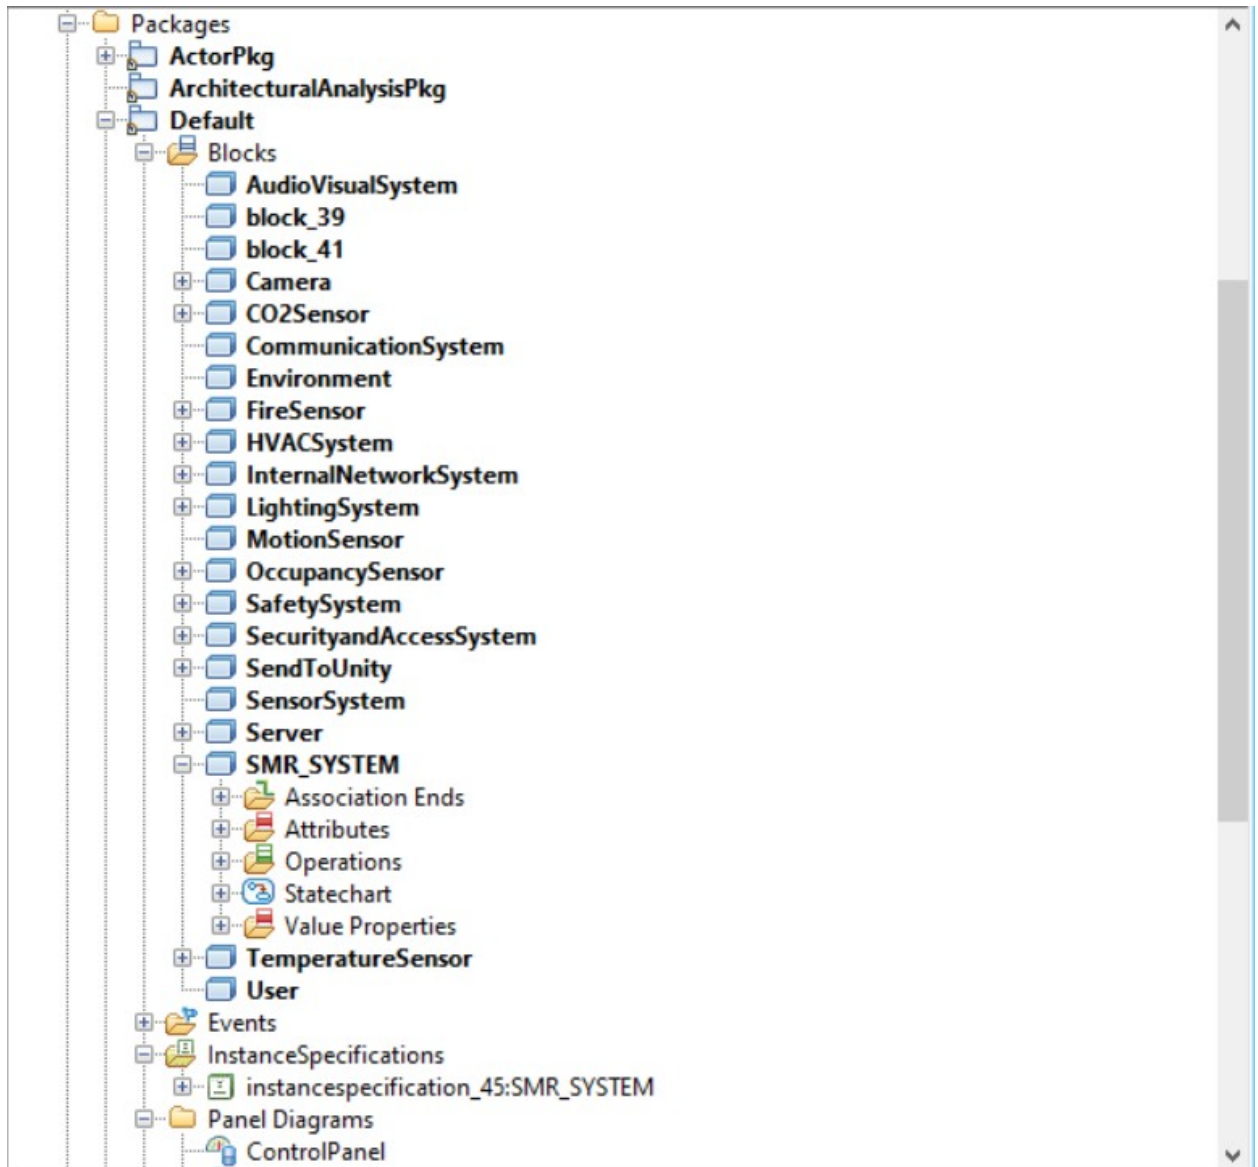 Packages
ActorPkg
ArchitecturalAnalysisPkg
Default
Blocks
AudioVisualSystem
block_39
block_41
Camera
CO2Sensor
CommunicationSystem
Environment
FireSensor
HVACSystem
InternalNetworkSystem
LightingSystem
MotionSensor
OccupancySensor
SafetySystem
SecurityandAccessSystem
SendToUnity
SensorSystem
Server
SMR_SYSTEM
Association Ends
Attributes
Operations
Statechart
Value Properties
TemperatureSensor
User
Events
InstanceSpecifications
instancespecification_45:SMR_SYSTEM
Panel Diagrams
ControlPanel